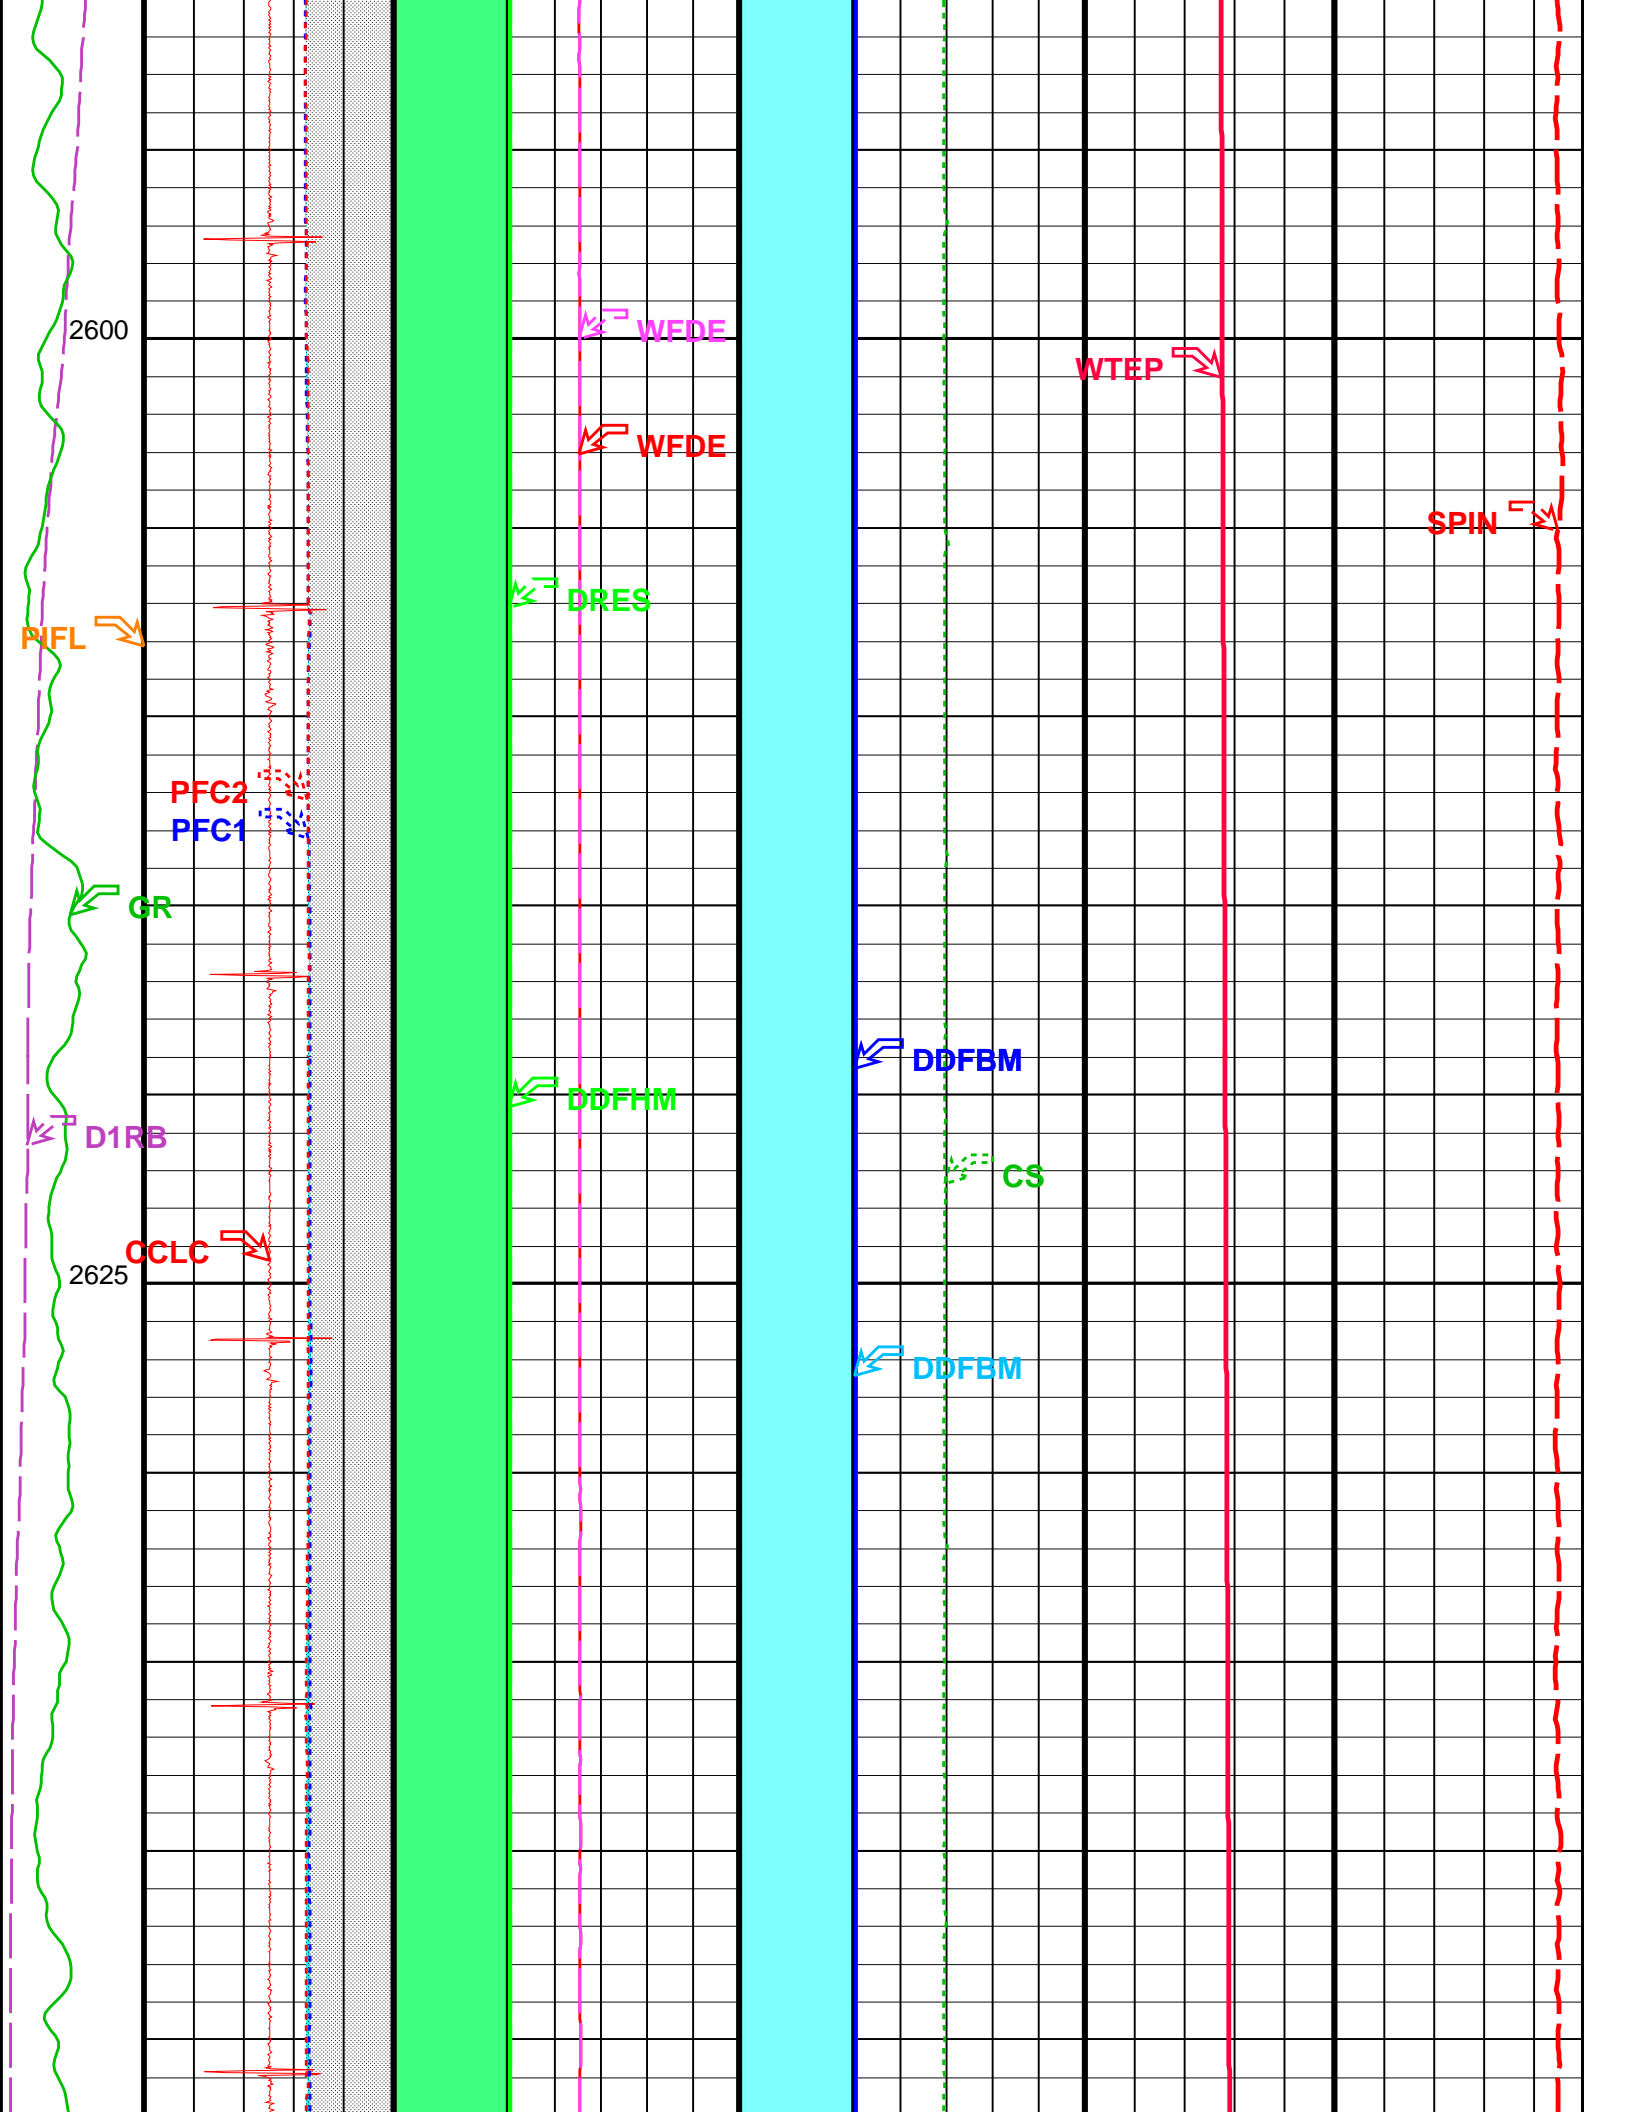 2600
WFDE
WTEP
WFDE
SPIN
DRES
PIFL
PFC2
PFC1
GR
DDFBM
DDFHM
D1RB
CS
CCLC
2625
DDFBM